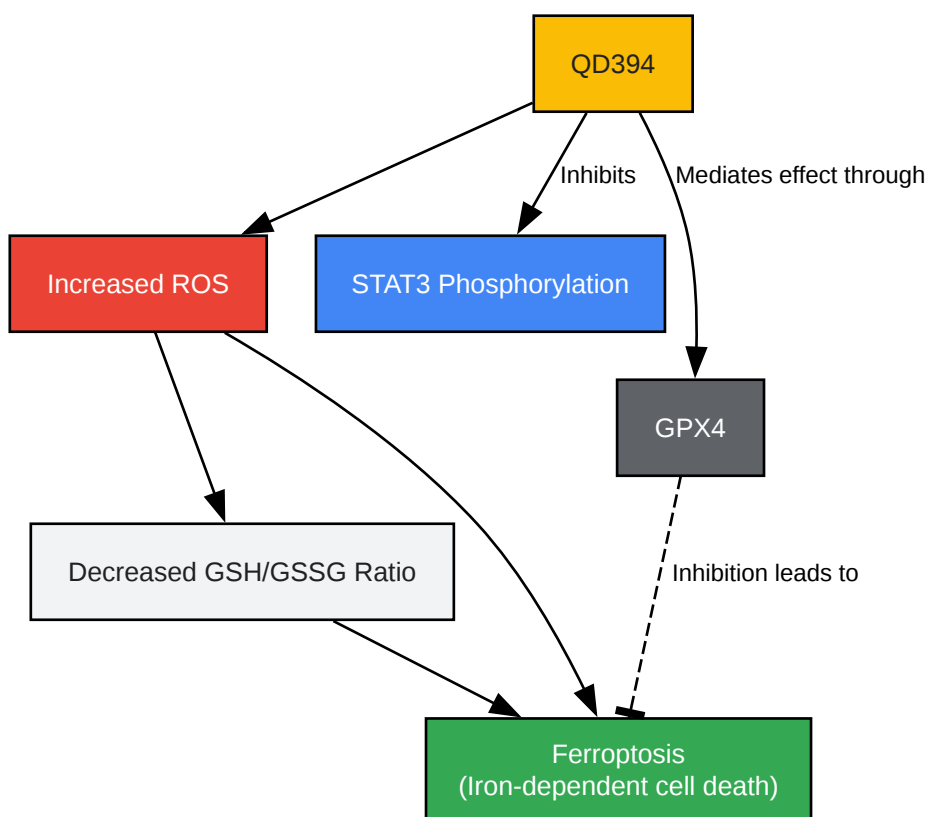 QD394
Inhibits
Mediates effect through
Increased ROS
STAT3 Phosphorylation
GPX4
Decreased GSH/GSSG Ratio
Inhibition leads to
Ferroptosis
(Iron-dependent cell death)